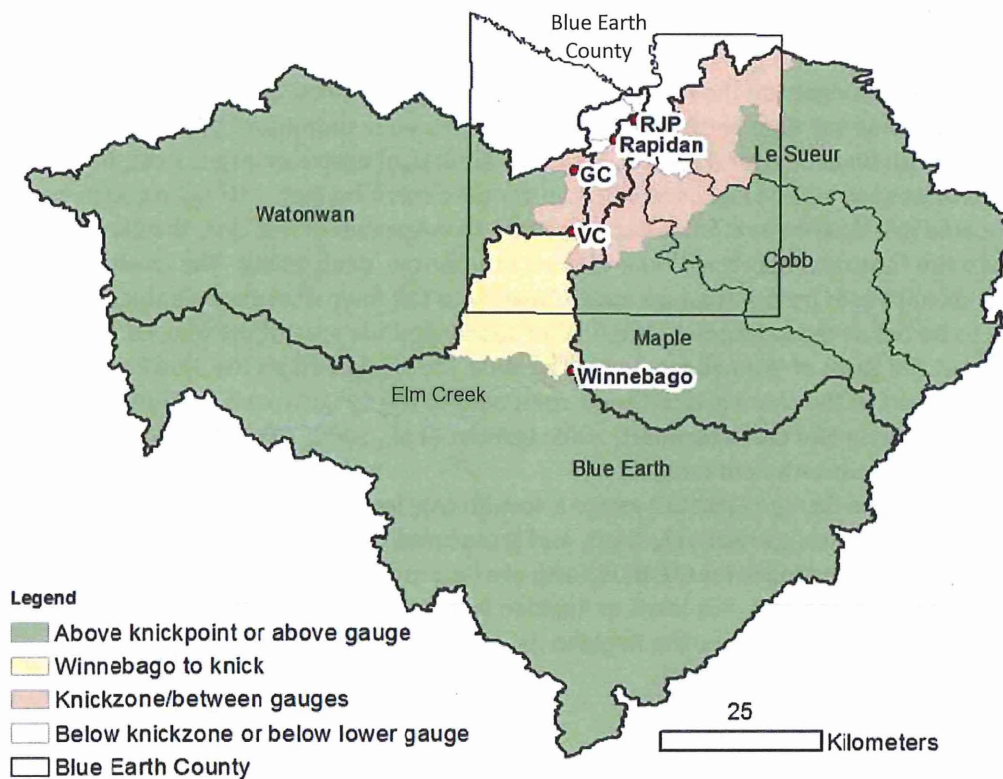 Blue Earth
County
RJP
Rapidan
Le Sueur
GC
Watonwan
VC
Cobb
Maple
Winnebago
Elm Creek
Blue Earth
Legend
Above knickpoint or above gauge
Winnebago to knick
Knickzone/between gauges
Below knickzone or below lower gauge
Blue Earth County
25
Kilometers